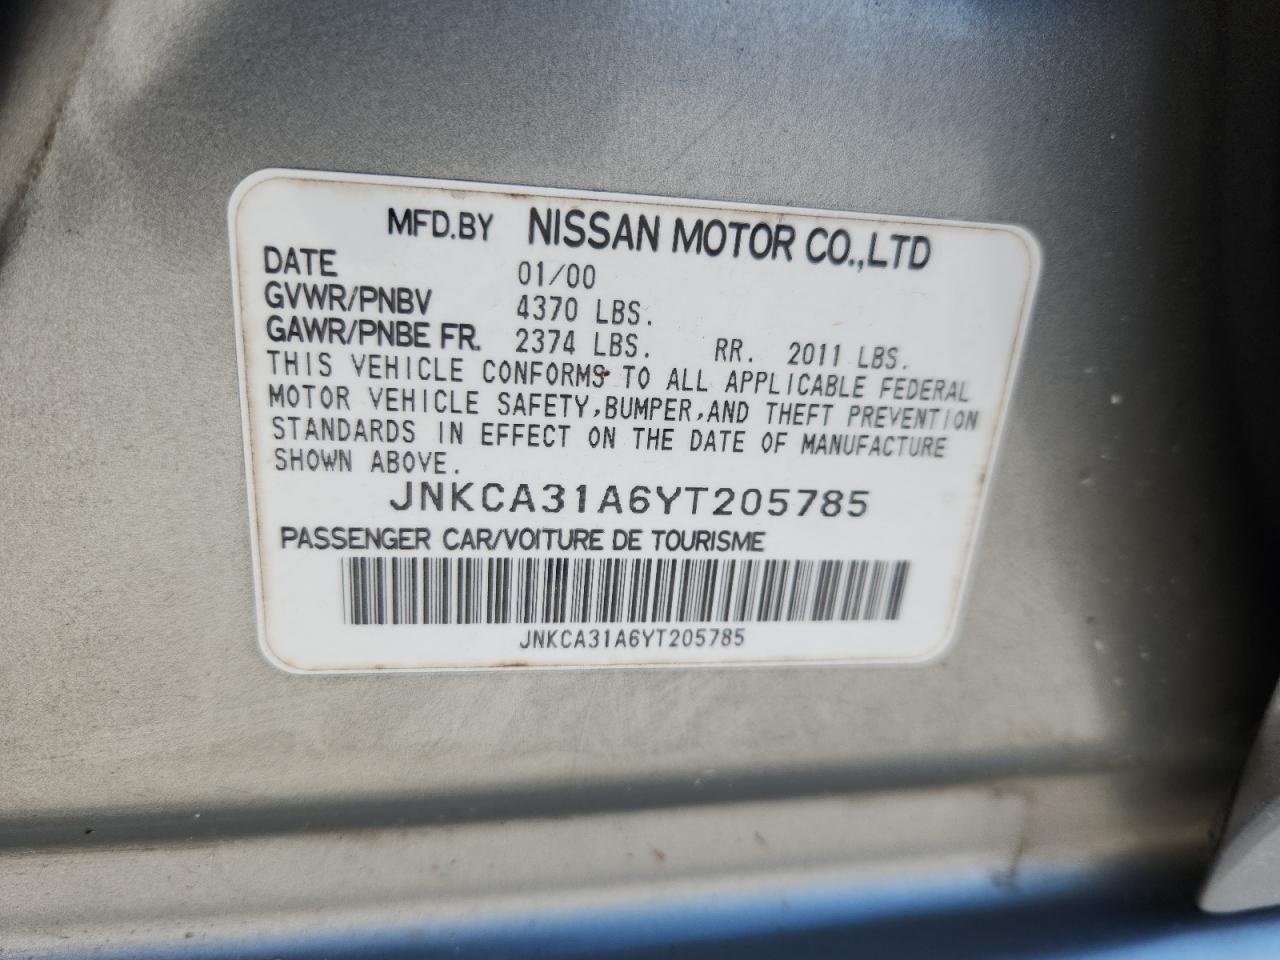 MFD.BY NISSAN MOTOR CO.,LTD
DATE 01/00
GVWR/PNBV 4370 LBS.
GAWR/PNBE FR. 2374 LBS. RR. 2011 LBS.
THIS VEHICLE CONFORMS TO ALL APPLICABLE FEDERAL
MOTOR VEHICLE SAFETY,BUMPER,AND THEFT PREVENTION
STANDARDS IN EFFECT ON THE DATE OF MANUFACTURE
SHOWN ABOVE.
JNKCA31A6YT205785
PASSENGER CAR/VOITURE DE TOURISME
JNKCA31A6YT205785